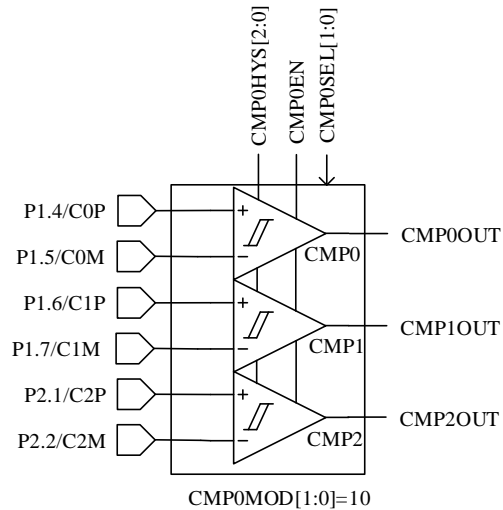 CMP0HYS[2:0]
CMP0EN
CMP0SEL[1:0]
P1.4/C0P
+
CMP0
CMP0OUT
P1.5/C0M
−
P1.6/C1P
+
CMP1
CMP1OUT
P1.7/C1M
−
P2.1/C2P
+
CMP2
CMP2OUT
P2.2/C2M
−
CMP0MOD[1:0]=10